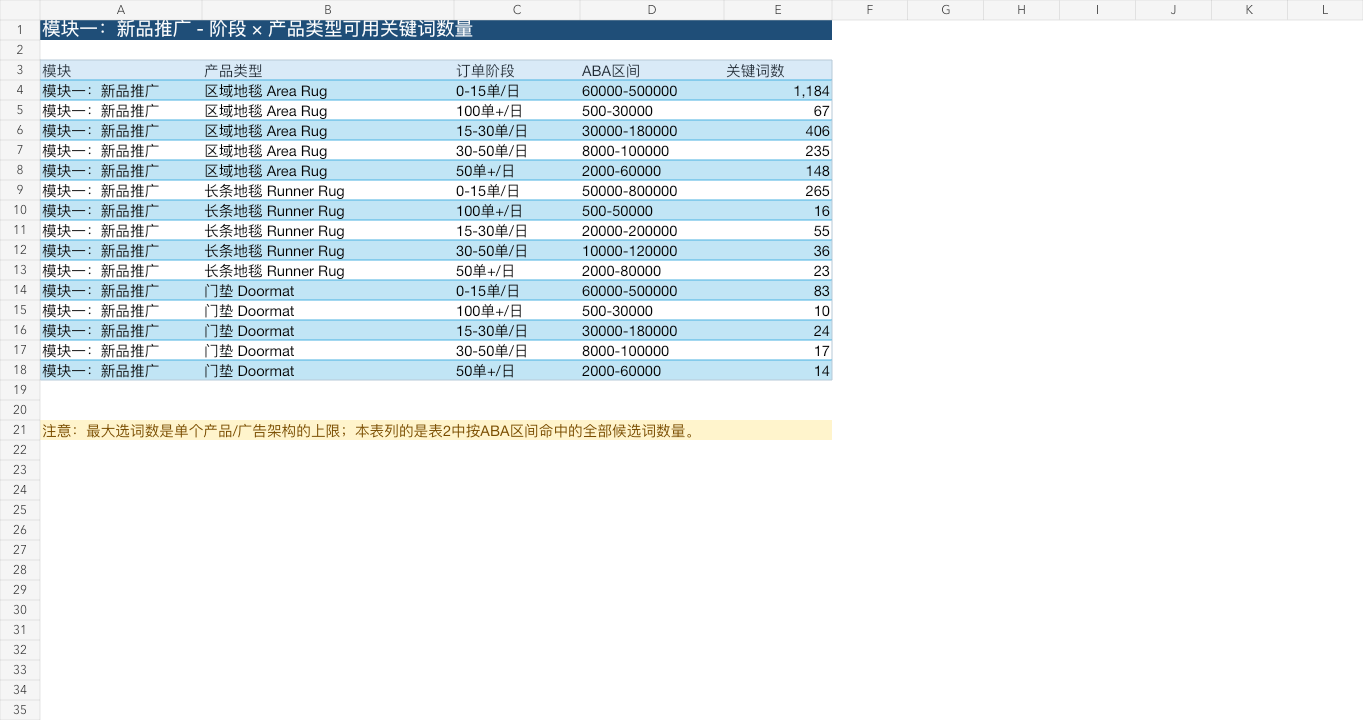 A B C D E F G H I J K L
1 模块一：新品推广 - 阶段 × 产品类型可用关键词数量
2
3 模块 产品类型 订单阶段 ABA区间 关键词数
4 模块一：新品推广 区域地毯 Area Rug 0-15单/日 60000-500000 1,184
5 模块一：新品推广 区域地毯 Area Rug 100单+/日 500-30000 67
6 模块一：新品推广 区域地毯 Area Rug 15-30单/日 30000-180000 406
7 模块一：新品推广 区域地毯 Area Rug 30-50单/日 8000-100000 235
8 模块一：新品推广 区域地毯 Area Rug 50单+/日 2000-60000 148
9 模块一：新品推广 长条地毯 Runner Rug 0-15单/日 50000-800000 265
10 模块一：新品推广 长条地毯 Runner Rug 100单+/日 500-50000 16
11 模块一：新品推广 长条地毯 Runner Rug 15-30单/日 20000-200000 55
12 模块一：新品推广 长条地毯 Runner Rug 30-50单/日 10000-120000 36
13 模块一：新品推广 长条地毯 Runner Rug 50单+/日 2000-80000 23
14 模块一：新品推广 门垫 Doormat 0-15单/日 60000-500000 83
15 模块一：新品推广 门垫 Doormat 100单+/日 500-30000 10
16 模块一：新品推广 门垫 Doormat 15-30单/日 30000-180000 24
17 模块一：新品推广 门垫 Doormat 30-50单/日 8000-100000 17
18 模块一：新品推广 门垫 Doormat 50单+/日 2000-60000 14
19
20
21 注意：最大选词数是单个产品/广告架构的上限；本表列的是表2中按ABA区间命中的全部候选词数量。
22
23
24
25
26
27
28
29
30
31
32
33
34
35